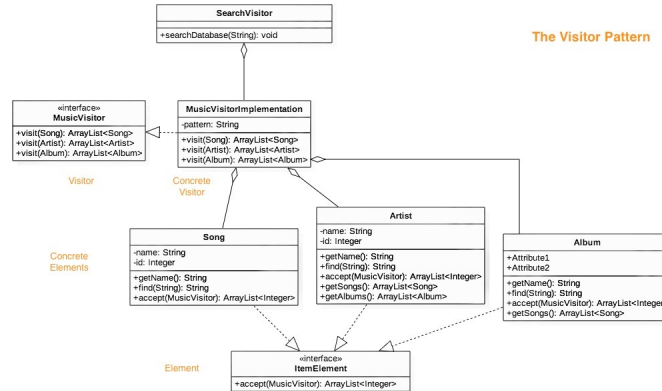 SearchVisitor
+searchDatabase(String): void
The Visitor Pattern
«interface»
MusicVisitor
+visit(Song): ArrayList<Song>
+visit(Artist): ArrayList<Artist>
+visit(Album): ArrayList<Album>
Visitor
MusicVisitorImplementation
-pattern: String
+visit(Song): ArrayList<Song>
+visit(Artist): ArrayList<Artist>
+visit(Album): ArrayList<Album>
Concrete
Visitor
Concrete
Elements
Song
-name: String
-id: Integer
+getName(): String
+find(String): String
+accept(MusicVisitor): ArrayList<Integer>
Artist
-name: String
-id: Integer
+getName(): String
+find(String): String
+accept(MusicVisitor): ArrayList<Integer>
+getSongs(): ArrayList<Song>
+getAlbums(): ArrayList<Album>
Album
+Attribute1
+Attribute2
+getName(): String
+find(String): String
+accept(MusicVisitor): ArrayList<Integer
+getSongs(): ArrayList<Song>
Element
«interface»
ItemElement
+accept(MusicVisitor): ArrayList<Integer>